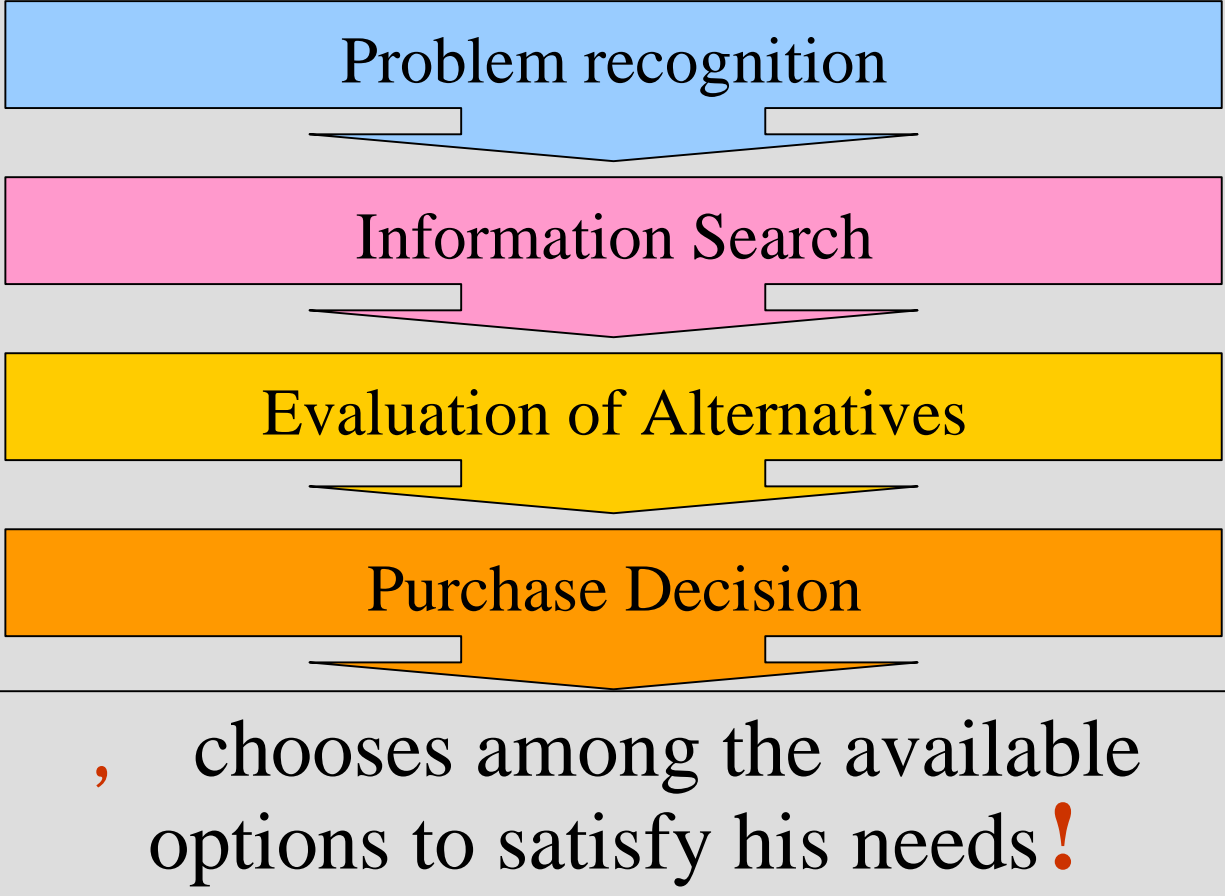 Problem recognition
Information Search
Evaluation of Alternatives
Purchase Decision
, chooses among the available
options to satisfy his needs!